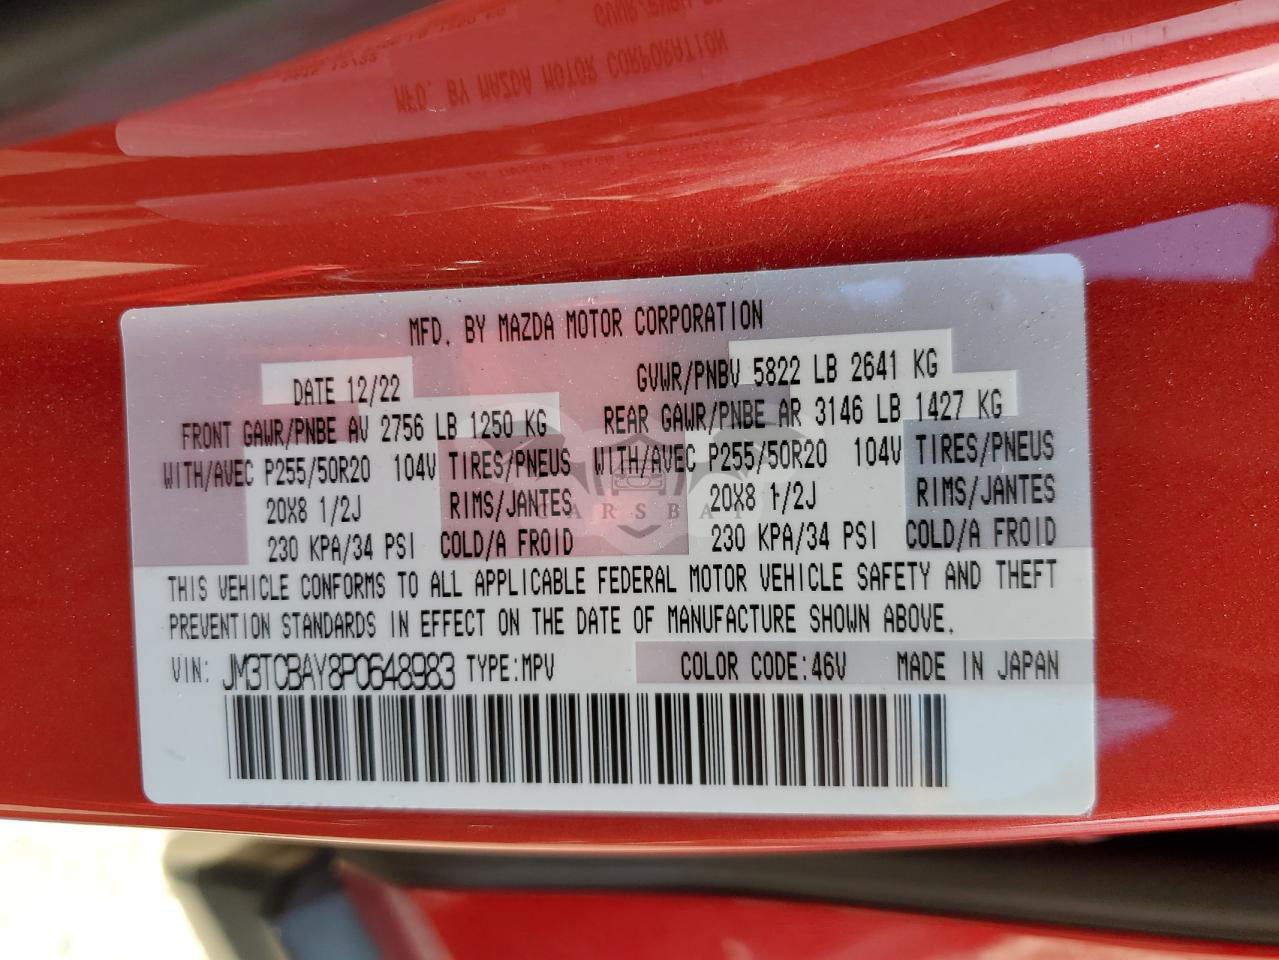 MFD. BY MAZDA MOTOR CORPORATION
DATE 12/22 GVWR/PNBV 5822 LB 2641 KG
FRONT GAWR/PNBE AV 2756 LB 1250 KG REAR GAWR/PNBE AR 3146 LB 1427 KG
WITH/AVEC P255/50R20 104V TIRES/PNEUS WITH/AVEC P255/50R20 104V TIRES/PNEUS
20X8 1/2J RIMS/JANTES 20X8 1/2J RIMS/JANTES
230 KPA/34 PSI COLD/A FROID 230 KPA/34 PSI COLD/A FROID
THIS VEHICLE CONFORMS TO ALL APPLICABLE FEDERAL MOTOR VEHICLE SAFETY AND THEFT
PREVENTION STANDARDS IN EFFECT ON THE DATE OF MANUFACTURE SHOWN ABOVE.
VIN: JM3TCBAY8P0648983 TYPE:MPV COLOR CODE:46V MADE IN JAPAN